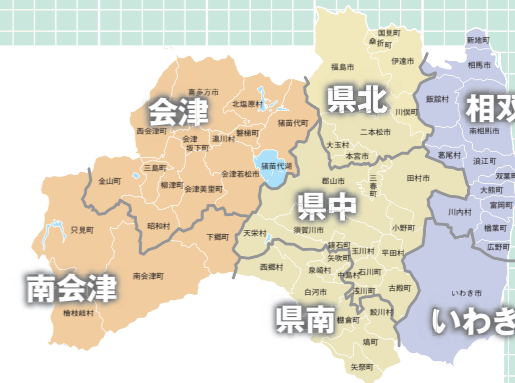 国見町
桑折町
伊達市
新地町
福島市
相馬市
喜多方市
北塩原村
会津
県北
飯舘村
相双
川俣町
西会津町
会津
坂下町
湯川村
磐梯町
猪苗代町
二本松市
南相馬市
大玉村
本宮市
三島町
猪苗代湖
葛尾村
浪江町
金山町
柳津町
会津美里町
会津若松市
郡山市
三春町
田村市
双葉町
大熊町
県中
富岡町
川内村
只見町
昭和村
下郷町
天栄村
須賀川市
小野町
楢葉町
広野町
鏡石町
矢吹町
玉川村
平田村
西郷村
泉崎村
中島村
石川町
南会津
南会津町
白河市
浅川町
古殿町
いわき市
檜枝岐村
県南
棚倉町
鮫川村
いわき
塙町
矢祭町